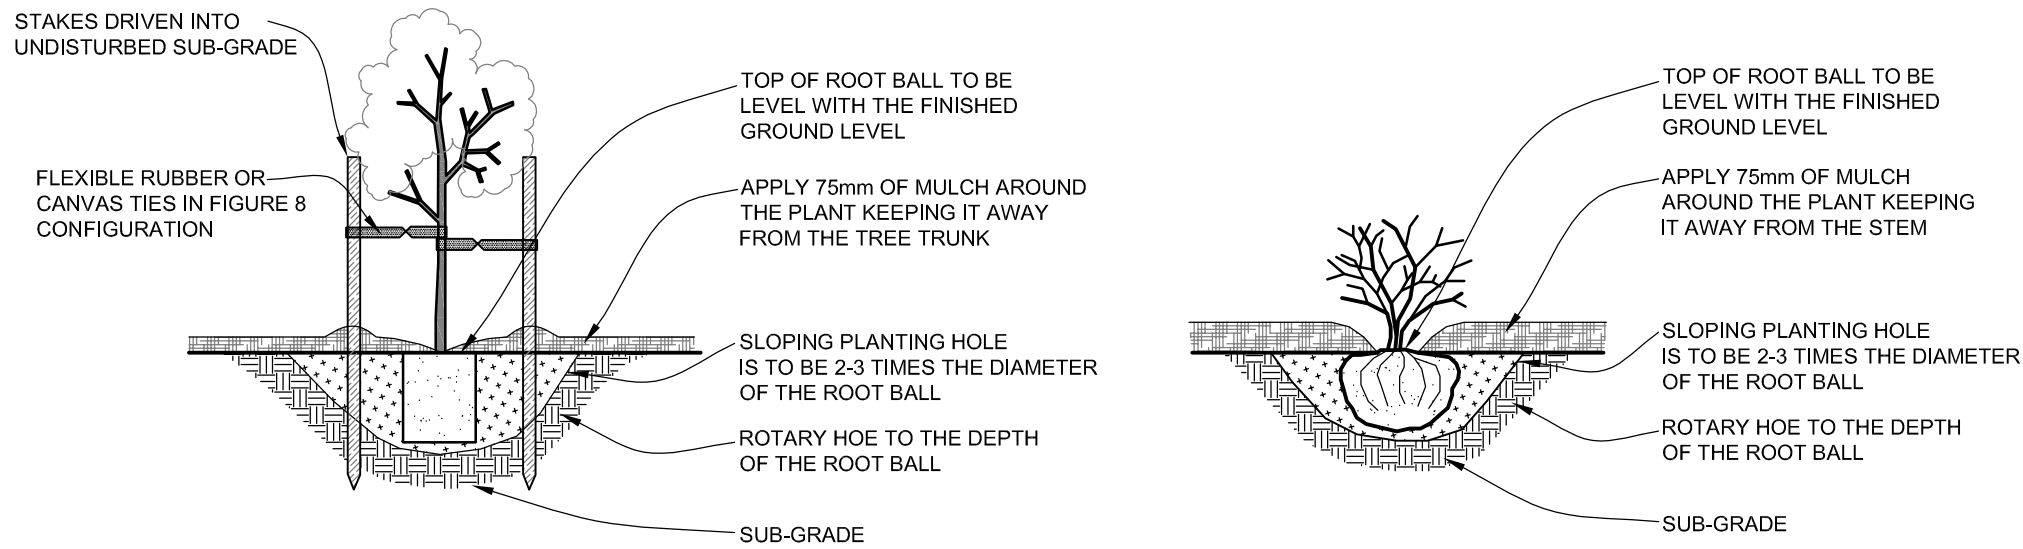 STAKES DRIVEN INTO
UNDISTURBED SUB-GRADE
FLEXIBLE RUBBER OR
CANVAS TIES IN FIGURE 8
CONFIGURATION
TOP OF ROOT BALL TO BE
LEVEL WITH THE FINISHED
GROUND LEVEL
APPLY 75mm OF MULCH AROUND
THE PLANT KEEPING IT AWAY
FROM THE TREE TRUNK
SLOPING PLANTING HOLE
IS TO BE 2-3 TIMES THE DIAMETER
OF THE ROOT BALL
ROTARY HOE TO THE DEPTH
OF THE ROOT BALL
SUB-GRADE
TOP OF ROOT BALL TO BE
LEVEL WITH THE FINISHED
GROUND LEVEL
APPLY 75mm OF MULCH
AROUND THE PLANT KEEPING
IT AWAY FROM THE STEM
SLOPING PLANTING HOLE
IS TO BE 2-3 TIMES THE DIAMETER
OF THE ROOT BALL
ROTARY HOE TO THE DEPTH
OF THE ROOT BALL
SUB-GRADE